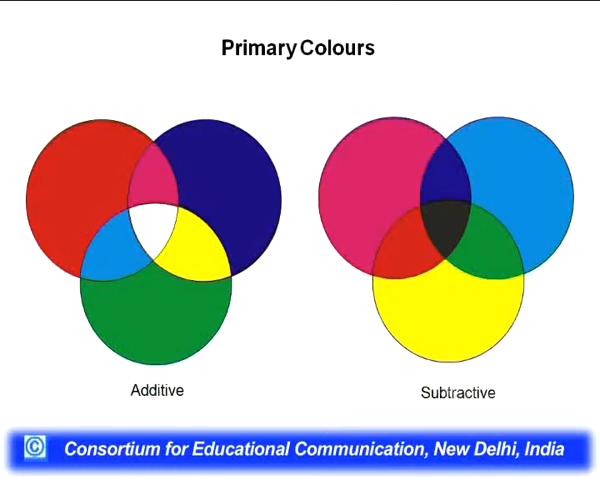 Primary Colours
Additive
Subtractive
© Consortium for Educational Communication, New Delhi, India